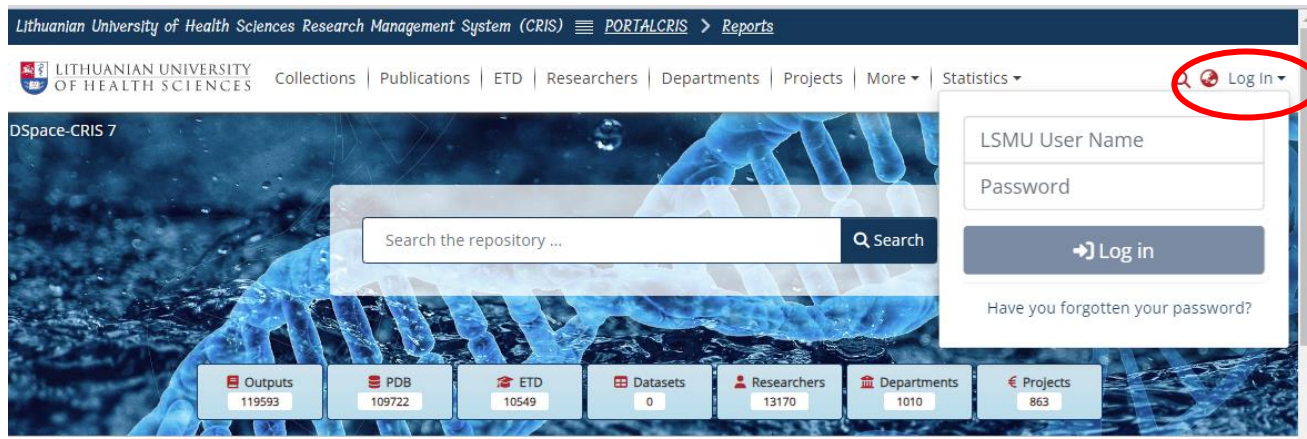 Lithuanian University of Health Sciences Research Management System (CRIS) PORTALCRIS > Reports
LITHUANIAN UNIVERSITY
OF HEALTH SCIENCES
Collections | Publications | ETD | Researchers | Departments | Projects | More | Statistics
Log In
DSpace-CRIS 7
LSMU User Name
Password
Log in
Have you forgotten your password?
Search the repository ...
Search
Outputs
119593
PDB
109722
ETD
10549
Datasets
0
Researchers
13170
Departments
1010
€ Projects
863